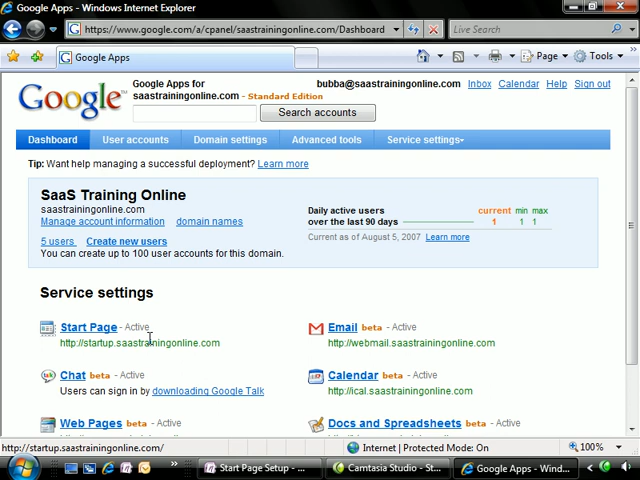 Google Apps - Windows Internet Explorer
https://www.google.com/a/cpanel/saastrainingonline.com/Dashboard
Live Search
Google Apps
Page
Tools
Google™
Google Apps for
saastrainingonline.com - Standard Edition
bubba@saastrainingonline.com Inbox Calendar Help Sign out
Search accounts
Dashboard User accounts Domain settings Advanced tools Service settings
Tip: Want help managing a successful deployment? Learn more
SaaS Training Online
saastrainingonline.com
Manage account information domain names
5 users Create new users
You can create up to 100 user accounts for this domain.
Daily active users current min max
over the last 90 days 1 1 1
Current as of August 5, 2007 Learn more
Service settings
Start Page - Active
http://startup.saastrainingonline.com
Email beta - Active
http://webmail.saastrainingonline.com
Chat beta - Active
Users can sign in by downloading Google Talk
Calendar beta - Active
http://ical.saastrainingonline.com
Web Pages beta - Active
Docs and Spreadsheets beta - Active
http://startup.saastrainingonline.com/
Internet | Protected Mode: On
100%
Start Page Setup - ...
Camtasia Studio - St...
Google Apps - Wind...
6:00 PM